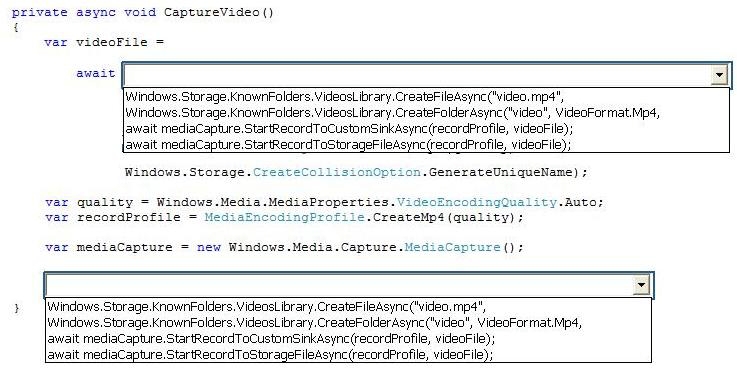 private async void CaptureVideo()
{
var videoFile =
await
Windows.Storage.KnownFolders.VideosLibrary.CreateFileAsync("video.mp4",
Windows.Storage.KnownFolders.VideosLibrary.CreateFolderAsync("video", VideoFormat.Mp4,
await mediaCapture.StartRecordToCustomSinkAsync(recordProfile, videoFile);
await mediaCapture.StartRecordToStorageFileAsync(recordProfile, videoFile);
Windows.Storage.CreateCollisionOption.GenerateUniqueName);
var quality = Windows.Media.MediaProperties.VideoEncodingQuality.Auto;
var recordProfile = MediaEncodingProfile.CreateMp4(quality);
var mediaCapture = new Windows.Media.Capture.MediaCapture();
Windows.Storage.KnownFolders.VideosLibrary.CreateFileAsync("video.mp4",
Windows.Storage.KnownFolders.VideosLibrary.CreateFolderAsync("video", VideoFormat.Mp4,
await mediaCapture.StartRecordToCustomSinkAsync(recordProfile, videoFile);
await mediaCapture.StartRecordToStorageFileAsync(recordProfile, videoFile);
}